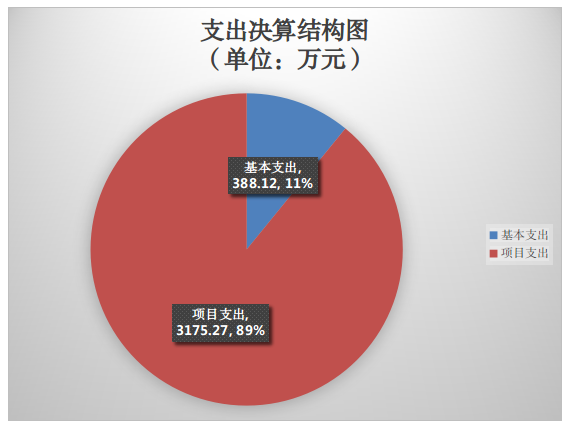 支出决算结构图
（单位：万元）
基本支出,
388.12, 11%
项目支出,
3175.27, 89%
基本支出
项目支出